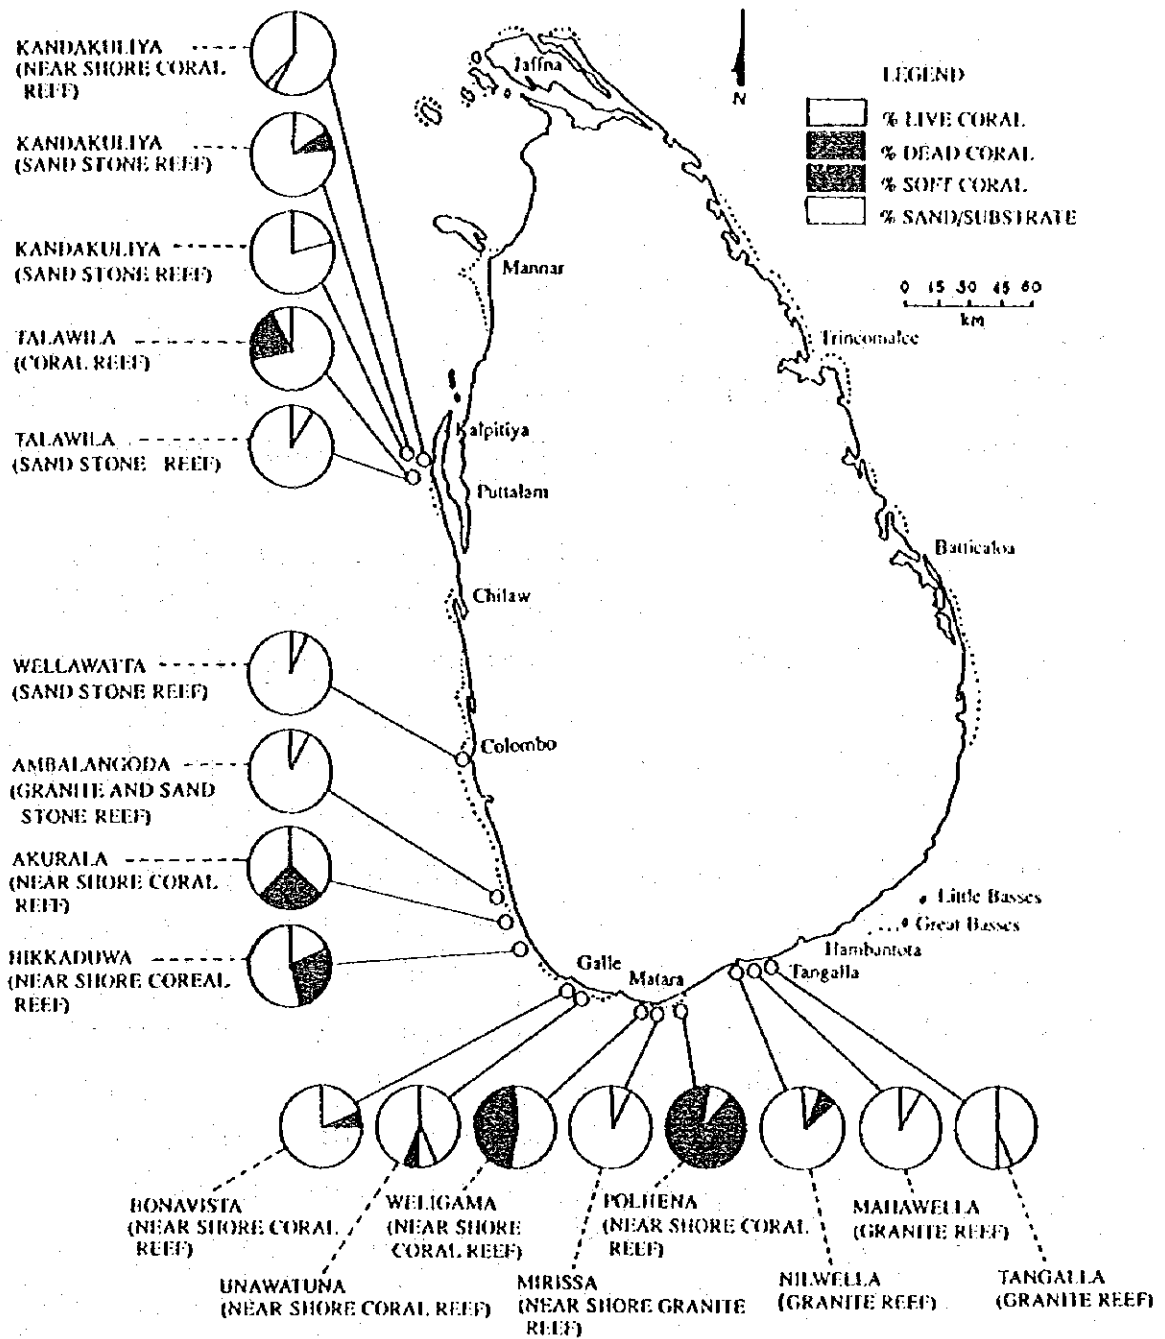 KANDAKULIYA
(NEAR SHORE CORAL
REEF)
KANDAKULIYA
(SAND STONE REEF)
KANDAKULIYA
(SAND STONE REEF)
TALAWILA
(CORAL REEF)
TALAWILA
(SAND STONE REEF)
WELLAWATTA
(SAND STONE REEF)
AMBALANGODA
(GRANITE AND SAND
STONE REEF)
AKURALA
(NEAR SHORE CORAL
REEF)
HIKKADUWA
(NEAR SHORE COREAL
REEF)
Jaffna
N
LEGEND
% LIVE CORAL
% DEAD CORAL
% SOFT CORAL
% SAND/SUBSTRATE
0 15 30 45 60
km
Mannar
Trincomalee
Kalpitiya
Puttalam
Batticaloa
Chilaw
Colombo
Little Basses
Great Basses
Hambantota
Tangalla
Galle
Matara
BONAVISTA
(NEAR SHORE CORAL
REEF)
UNAWATUNA
(NEAR SHORE CORAL REEF)
WELIGAMA
(NEAR SHORE
CORAL REEF)
MIRISSA
(NEAR SHORE GRANITE
REEF)
POLHENA
(NEAR SHORE CORAL
REEF)
NILWELLA
(GRANITE REEF)
MAHAWELLA
(GRANITE REEF)
TANGALLA
(GRANITE REEF)